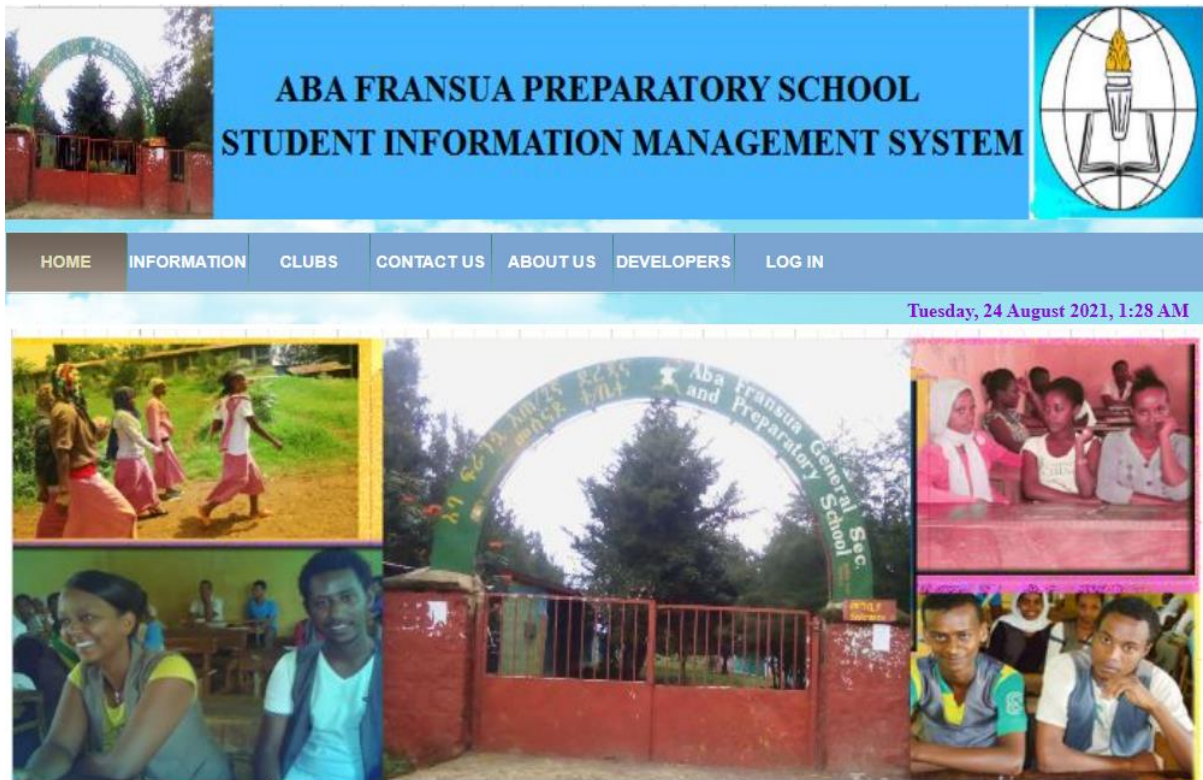 ABA FRANSUA PREPARATORY SCHOOL
STUDENT INFORMATION MANAGEMENT SYSTEM
HOME INFORMATION CLUBS CONTACT US ABOUT US DEVELOPERS LOG IN
Tuesday, 24 August 2021, 1:28 AM
Aba Fransua General Sec.
and Preparatory School